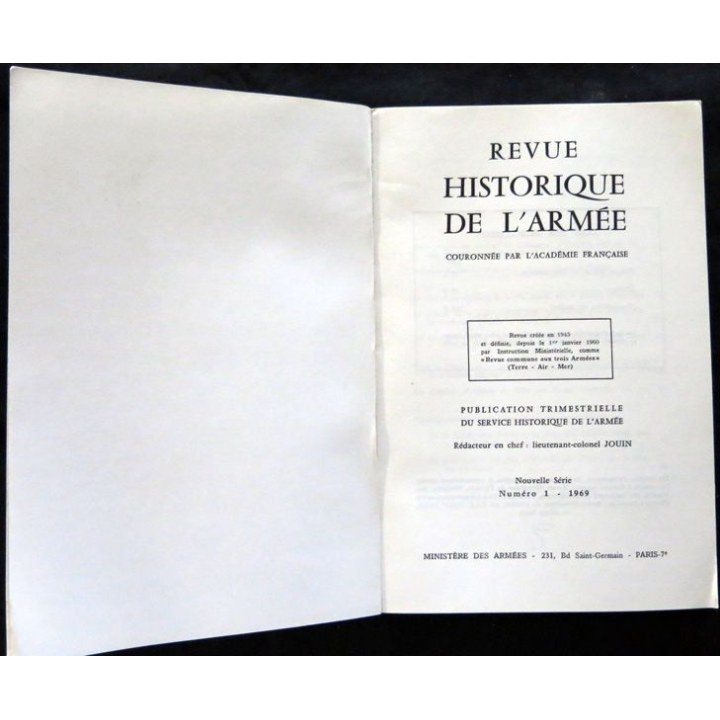 REVUE
HISTORIQUE
DE L'ARMÉE
COURONNÉE PAR L'ACADÉMIE FRANÇAISE
Revue créée en 1945
et définie, depuis le 1er janvier 1960
par Instruction Ministérielle, comme
«Revue commune aux trois Armées»
(Terre - Air - Mer)
PUBLICATION TRIMESTRIELLE
DU SERVICE HISTORIQUE DE L'ARMÉE
Rédacteur en chef : lieutenant-colonel JOUIN
Nouvelle Série
Numéro 1 - 1969
MINISTÈRE DES ARMÉES - 231, Bd Saint-Germain - PARIS-7e